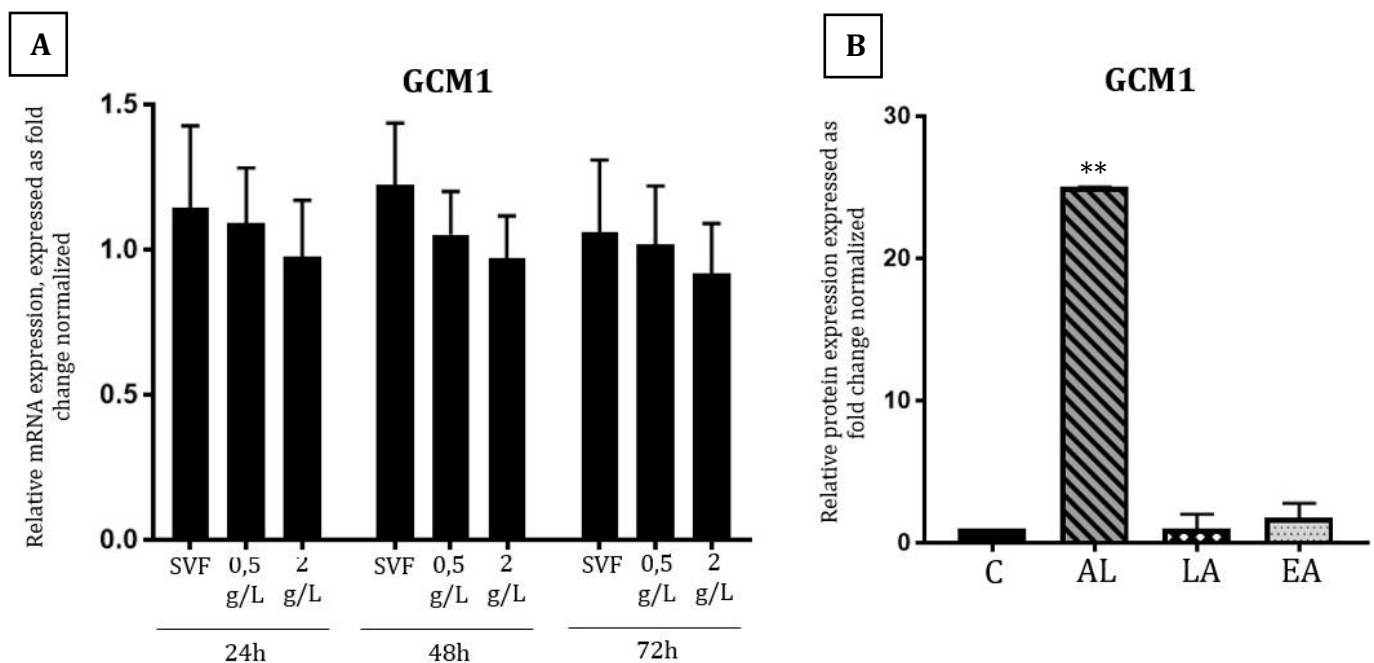 A
GCM1
Relative mRNA expression, expressed as fold
change normalized
1.5
1.0
0.5
0.0
SVF 0,5 2 SVF 0,5 2 SVF 0,5 2
g/L g/L g/L g/L g/L g/L
24h 48h 72h
B
GCM1
Relative protein expression expressed as
fold change normalized
30
20
10
0
**
C AL LA EA